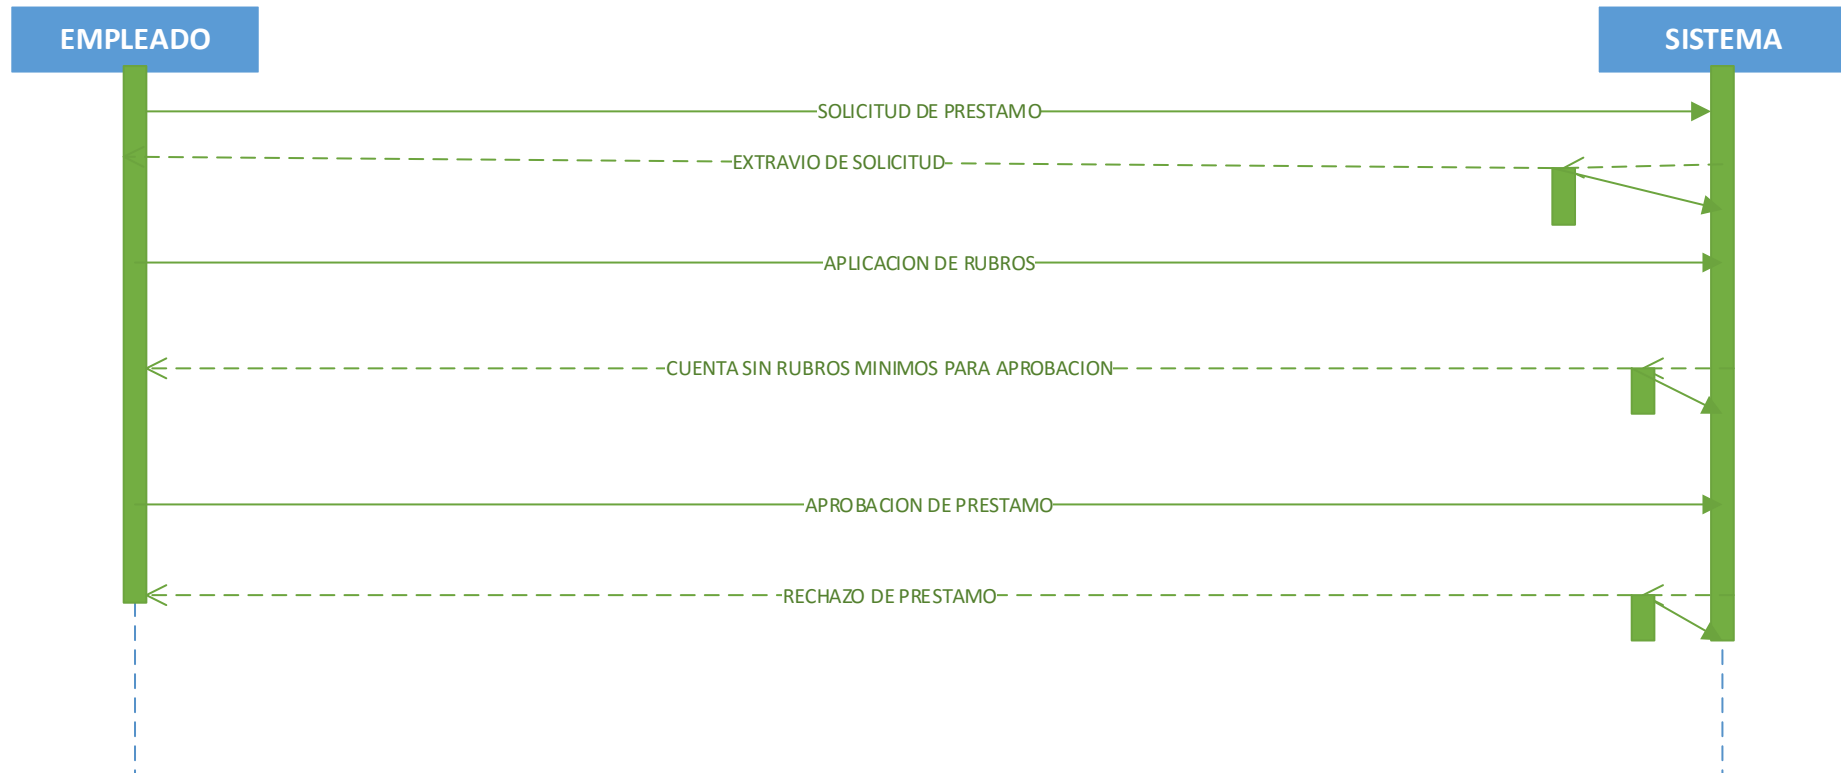 EMPLEADO
SISTEMA
SOLICITUD DE PRESTAMO
EXTRAVIO DE SOLICITUD
APLICACION DE RUBROS
CUENTA SIN RUBROS MINIMOS PARA APROBACION
APROBACION DE PRESTAMO
RECHAZO DE PRESTAMO